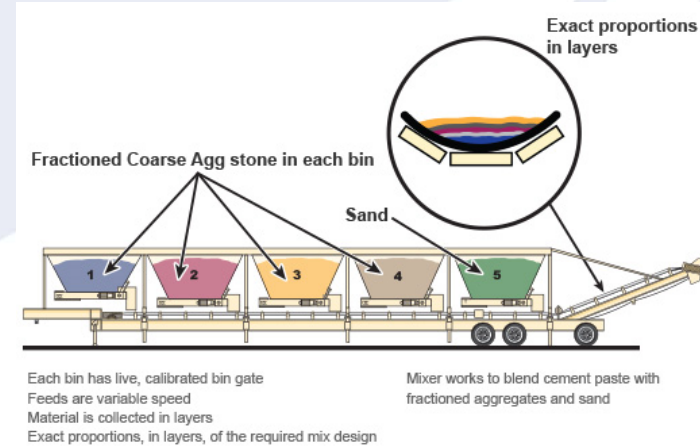 Exact proportions
in layers
Fractioned Coarse Agg stone in each bin
Sand
1
2
3
4
5
Each bin has live, calibrated bin gate
Feeds are variable speed
Material is collected in layers
Exact proportions, in layers, of the required mix design
Mixer works to blend cement paste with
fractioned aggregates and sand